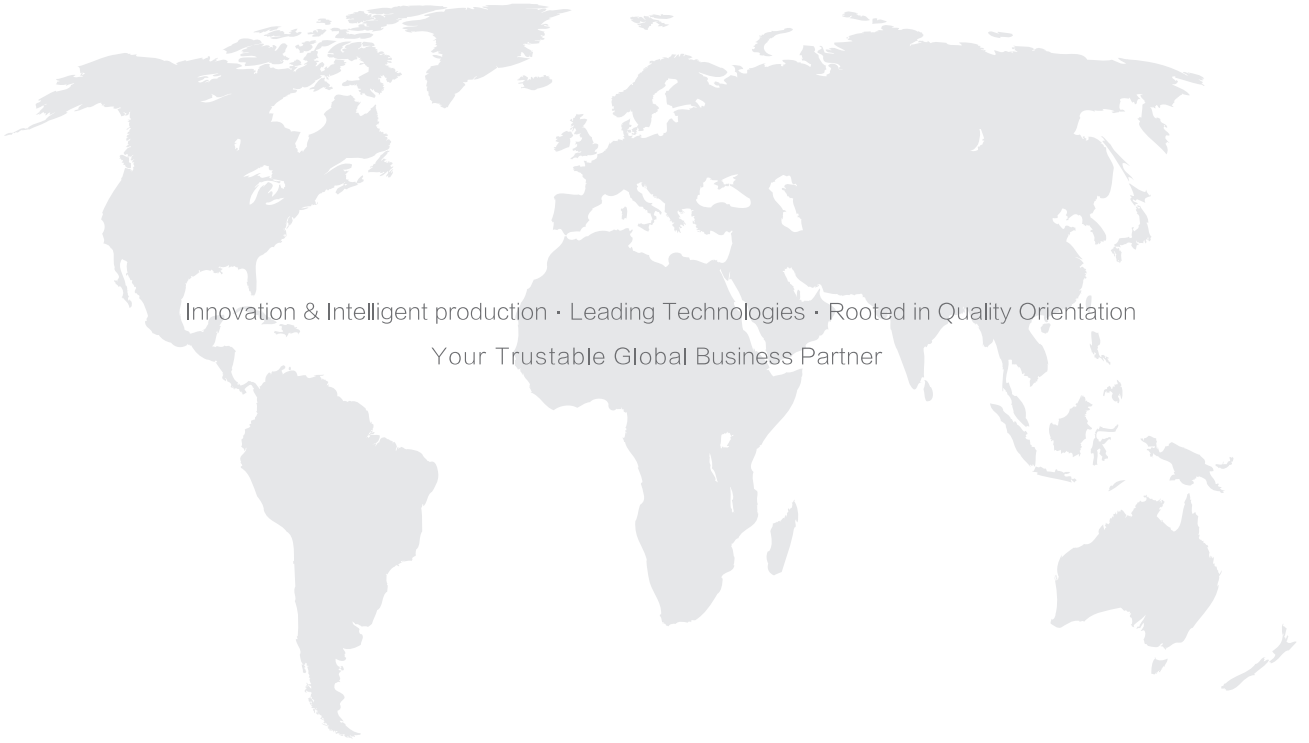 Innovation & Intelligent production · Leading Technologies · Rooted in Quality Orientation
Your Trustable Global Business Partner